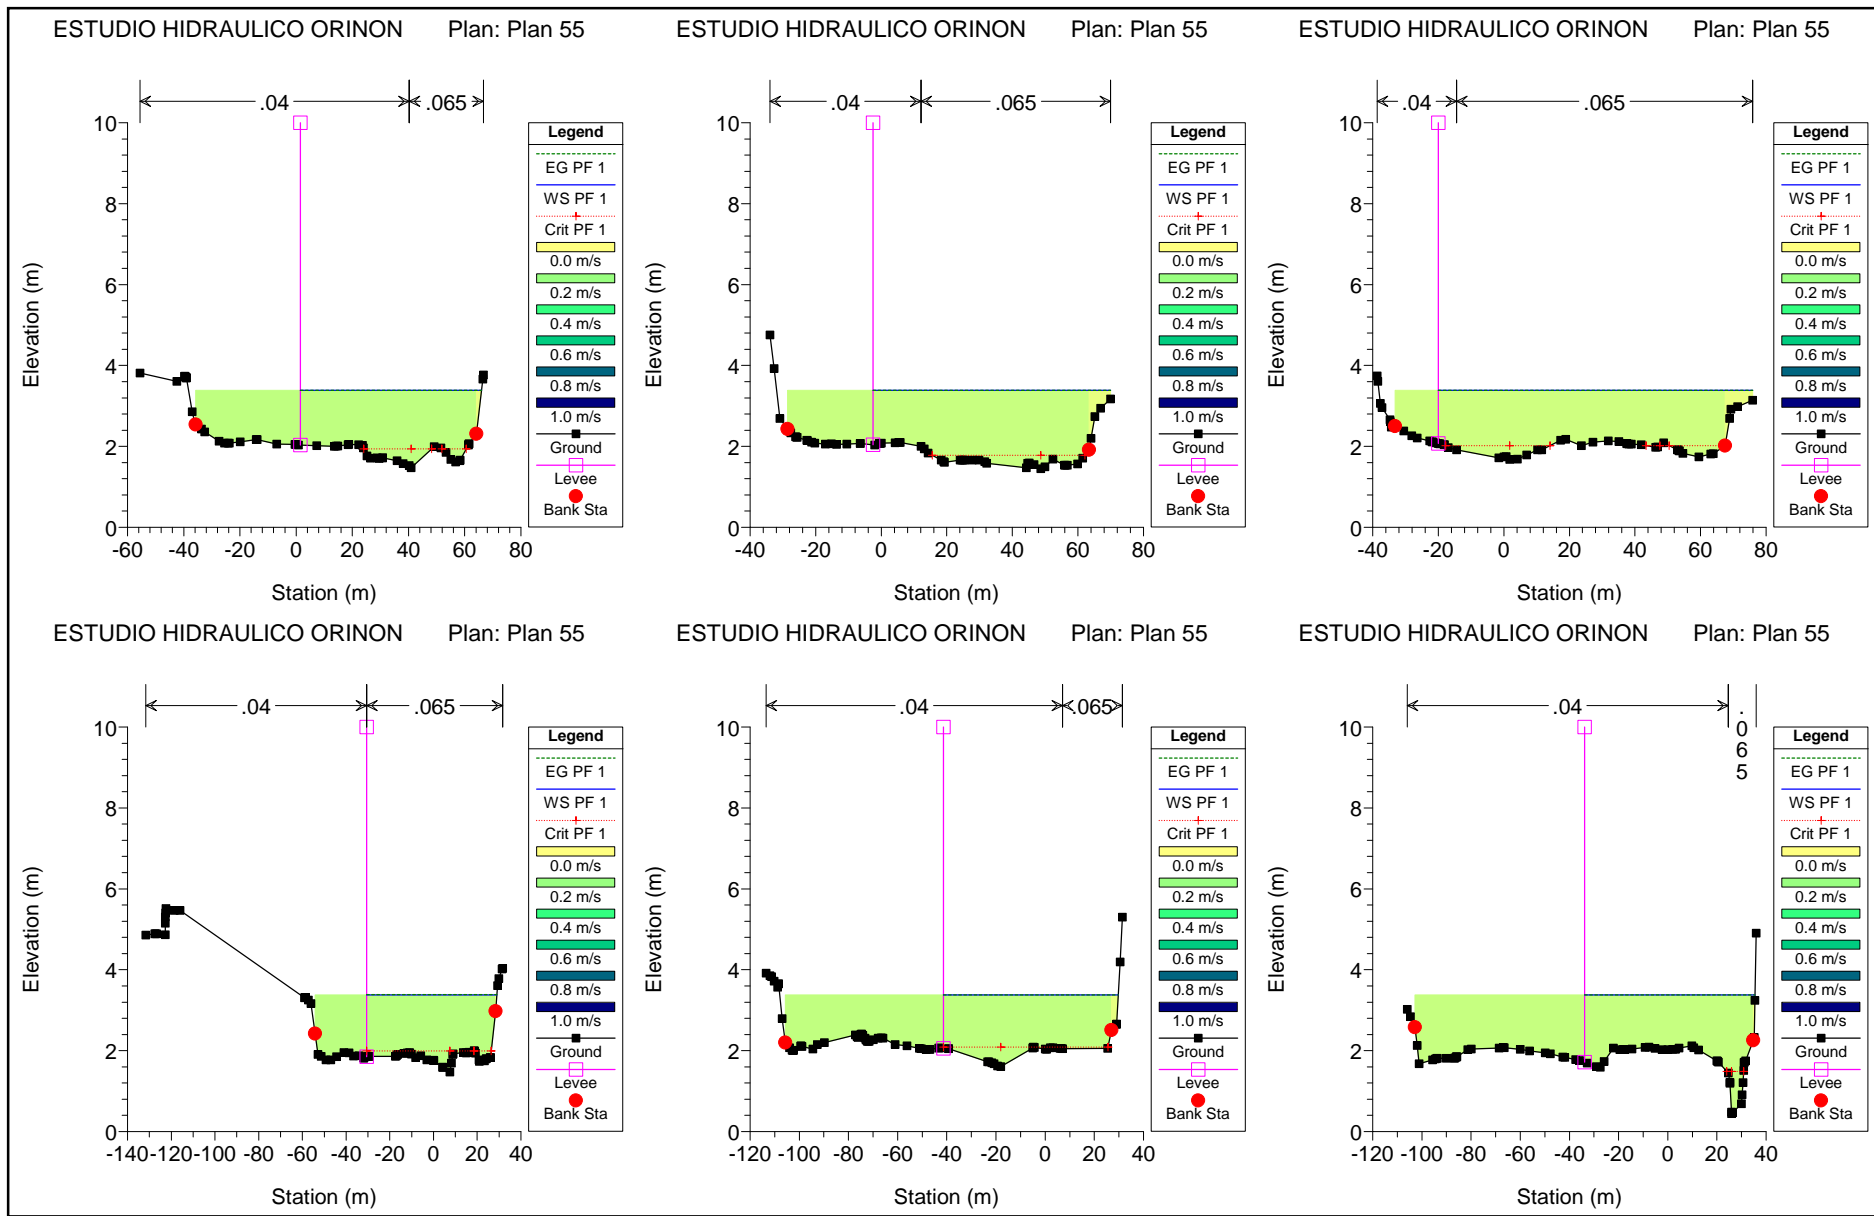 ESTUDIO HIDRAULICO ORINON Plan: Plan 55
.04 .065
Elevation (m)
10
8
6
4
2
0
-60 -40 -20 0 20 40 60 80
Station (m)
Legend
EG PF 1
WS PF 1
Crit PF 1
0.0 m/s
0.2 m/s
0.4 m/s
0.6 m/s
0.8 m/s
1.0 m/s
Ground
Levee
Bank Sta
ESTUDIO HIDRAULICO ORINON Plan: Plan 55
.04 .065
Elevation (m)
10
8
6
4
2
0
-40 -20 0 20 40 60 80
Station (m)
Legend
EG PF 1
WS PF 1
Crit PF 1
0.0 m/s
0.2 m/s
0.4 m/s
0.6 m/s
0.8 m/s
1.0 m/s
Ground
Levee
Bank Sta
ESTUDIO HIDRAULICO ORINON Plan: Plan 55
.04 .065
Elevation (m)
10
8
6
4
2
0
-40 -20 0 20 40 60 80
Station (m)
Legend
EG PF 1
WS PF 1
Crit PF 1
0.0 m/s
0.2 m/s
0.4 m/s
0.6 m/s
0.8 m/s
1.0 m/s
Ground
Levee
Bank Sta
ESTUDIO HIDRAULICO ORINON Plan: Plan 55
.04 .065
Elevation (m)
10
8
6
4
2
0
-140 -120 -100 -80 -60 -40 -20 0 20 40
Station (m)
Legend
EG PF 1
WS PF 1
Crit PF 1
0.0 m/s
0.2 m/s
0.4 m/s
0.6 m/s
0.8 m/s
1.0 m/s
Ground
Levee
Bank Sta
ESTUDIO HIDRAULICO ORINON Plan: Plan 55
.04 .065
Elevation (m)
10
8
6
4
2
0
-120 -100 -80 -60 -40 -20 0 20 40
Station (m)
Legend
EG PF 1
WS PF 1
Crit PF 1
0.0 m/s
0.2 m/s
0.4 m/s
0.6 m/s
0.8 m/s
1.0 m/s
Ground
Levee
Bank Sta
ESTUDIO HIDRAULICO ORINON Plan: Plan 55
.04 .
0
6
5
Elevation (m)
10
8
6
4
2
0
-120 -100 -80 -60 -40 -20 0 20 40
Station (m)
Legend
EG PF 1
WS PF 1
Crit PF 1
0.0 m/s
0.2 m/s
0.4 m/s
0.6 m/s
0.8 m/s
1.0 m/s
Ground
Levee
Bank Sta